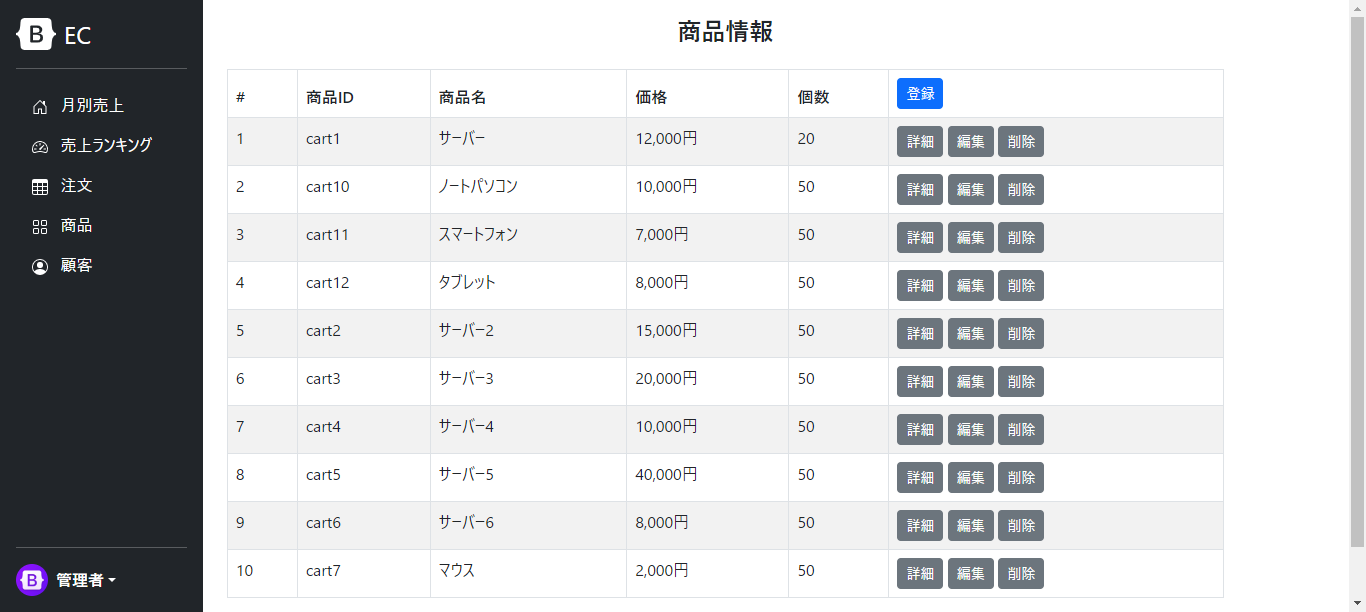 B EC
月別売上
売上ランキング
注文
商品
顧客
B 管理者
商品情報
# 商品ID 商品名 価格 個数 登録
1 cart1 サーバー 12,000円 20 詳細 編集 削除
2 cart10 ノートパソコン 10,000円 50 詳細 編集 削除
3 cart11 スマートフォン 7,000円 50 詳細 編集 削除
4 cart12 タブレット 8,000円 50 詳細 編集 削除
5 cart2 サーバー2 15,000円 50 詳細 編集 削除
6 cart3 サーバー3 20,000円 50 詳細 編集 削除
7 cart4 サーバー4 10,000円 50 詳細 編集 削除
8 cart5 サーバー5 40,000円 50 詳細 編集 削除
9 cart6 サーバー6 8,000円 50 詳細 編集 削除
10 cart7 マウス 2,000円 50 詳細 編集 削除